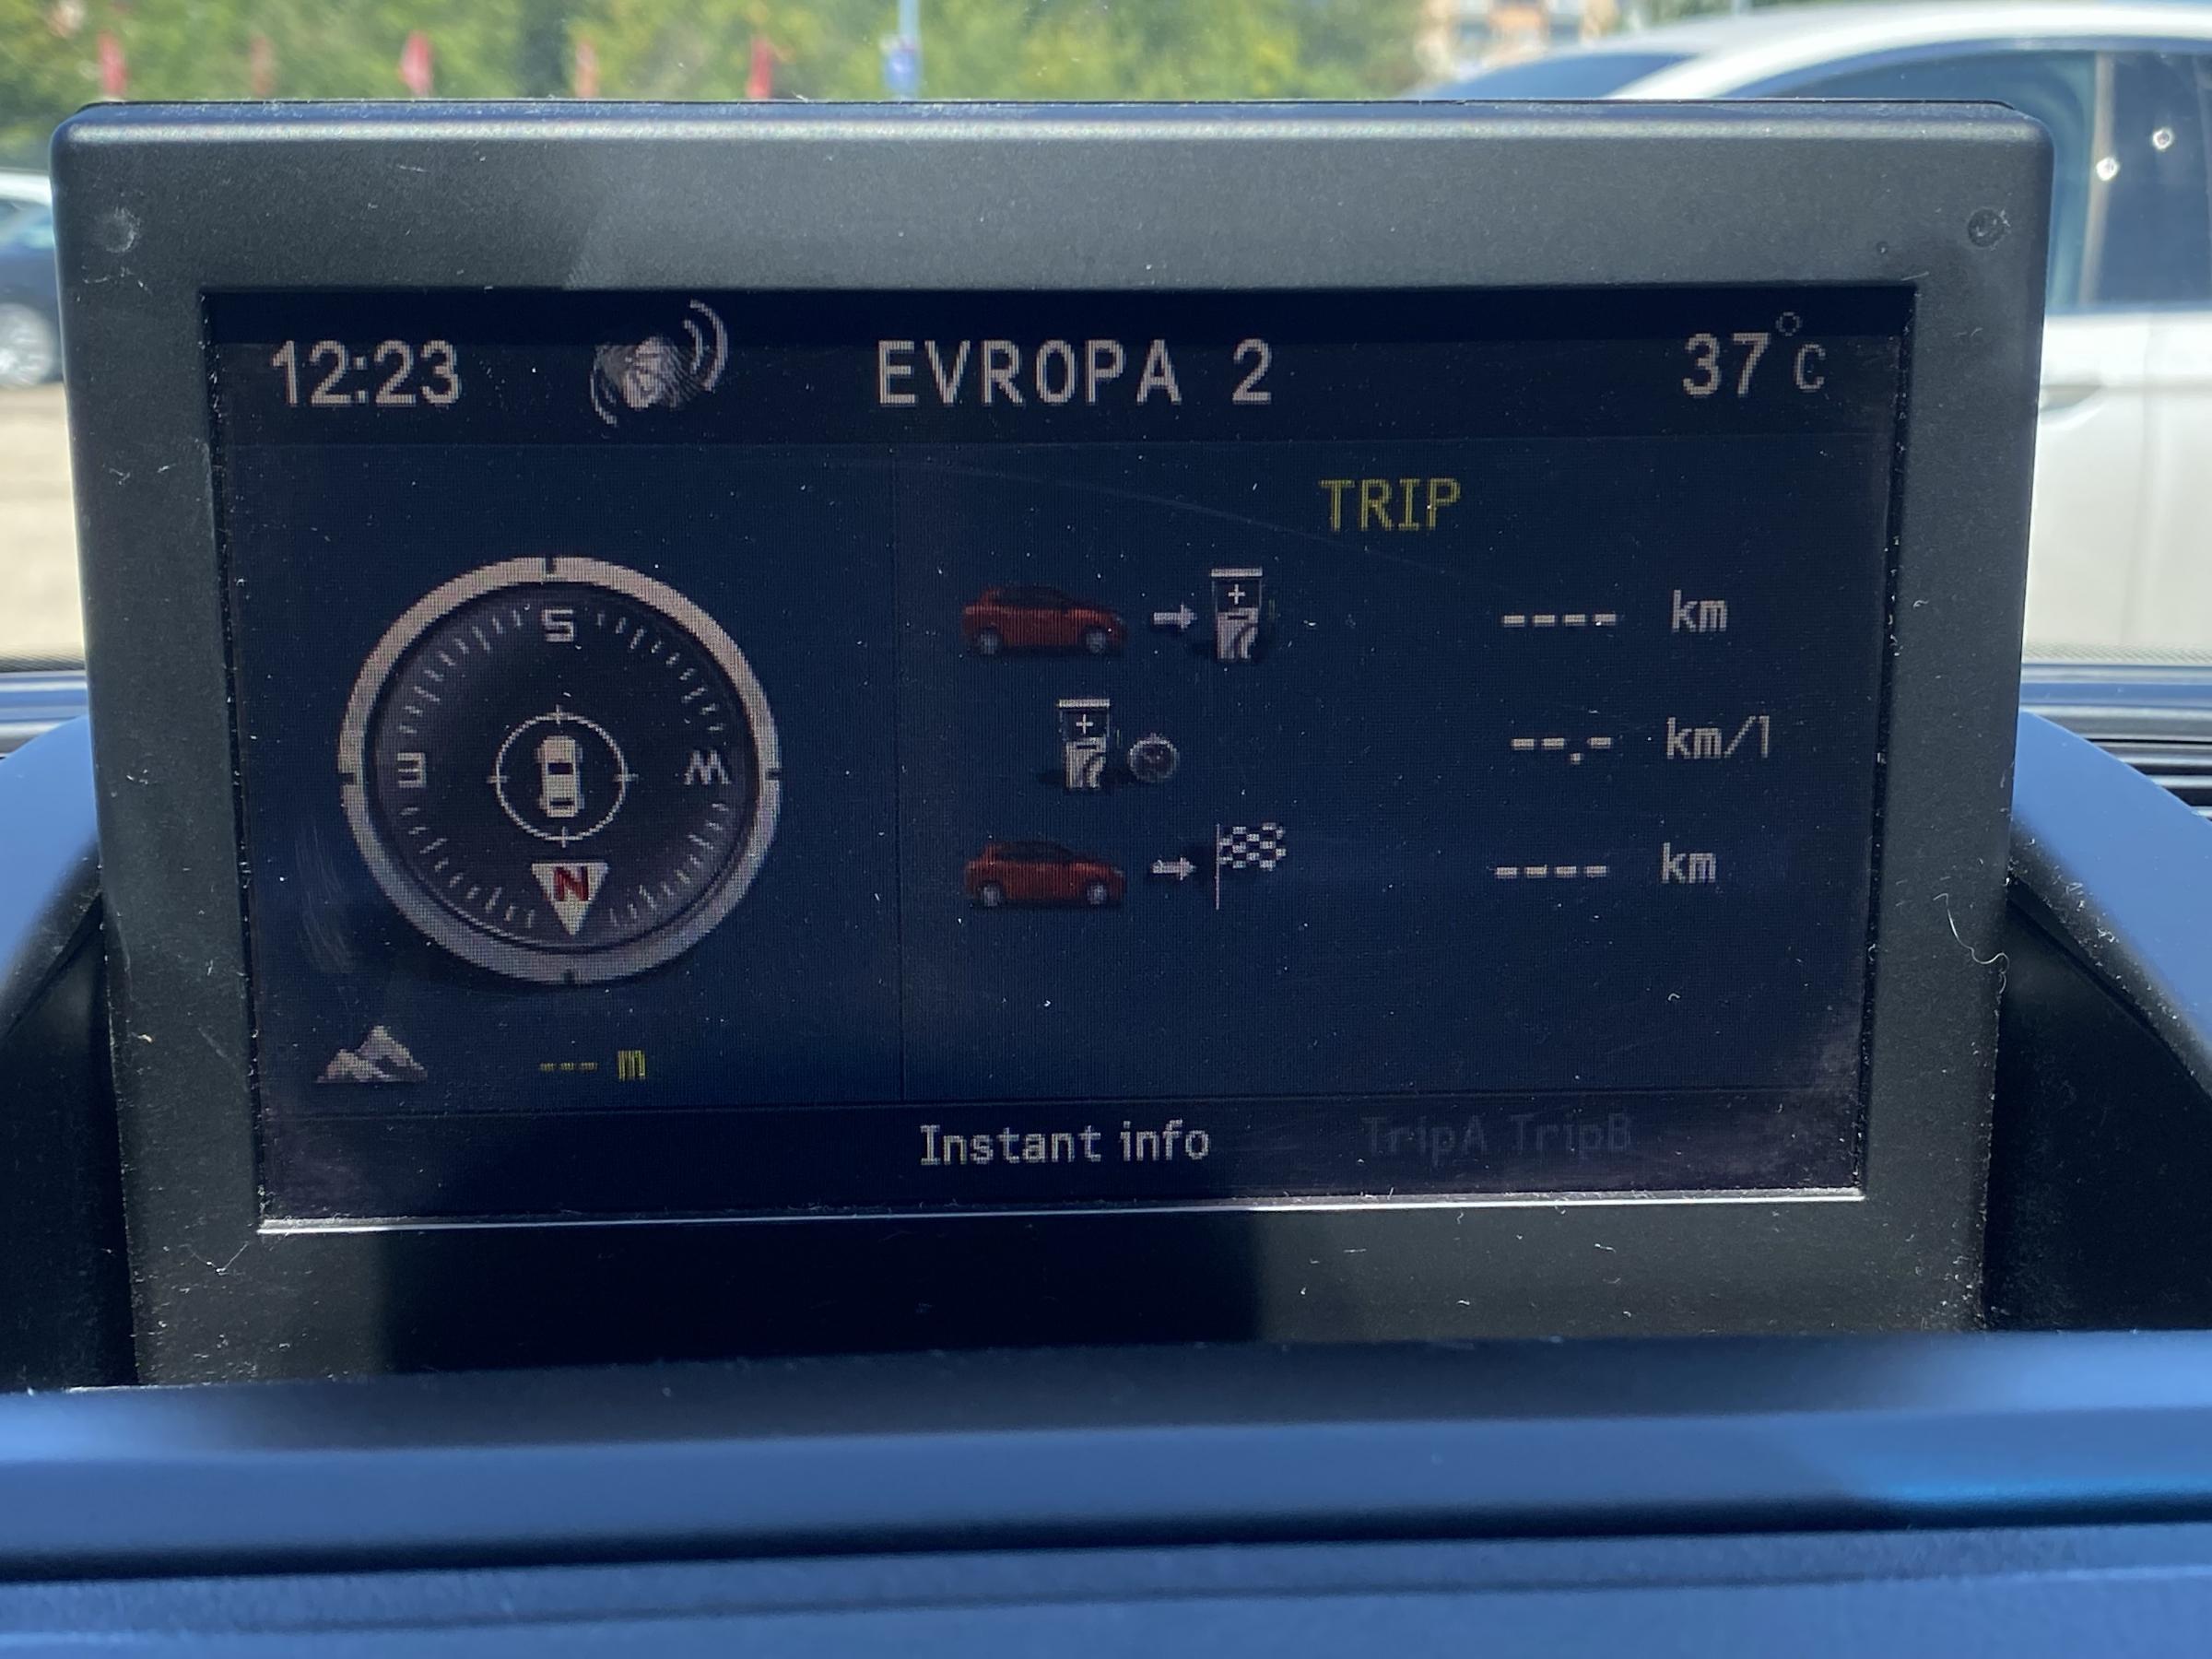 12:23 EVROPA 2 37°C
TRIP
S
E W
N
---- km
--.- km/l
---- km
--- m
Instant info TripA TripB